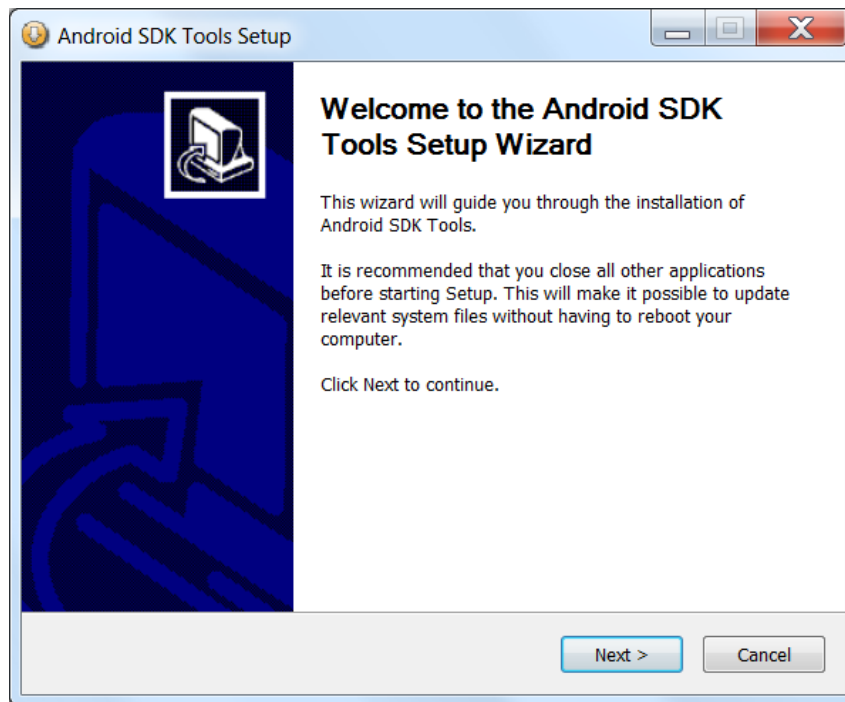 Android SDK Tools Setup
Welcome to the Android SDK
Tools Setup Wizard
This wizard will guide you through the installation of
Android SDK Tools.
It is recommended that you close all other applications
before starting Setup. This will make it possible to update
relevant system files without having to reboot your
computer.
Click Next to continue.
Next >
Cancel